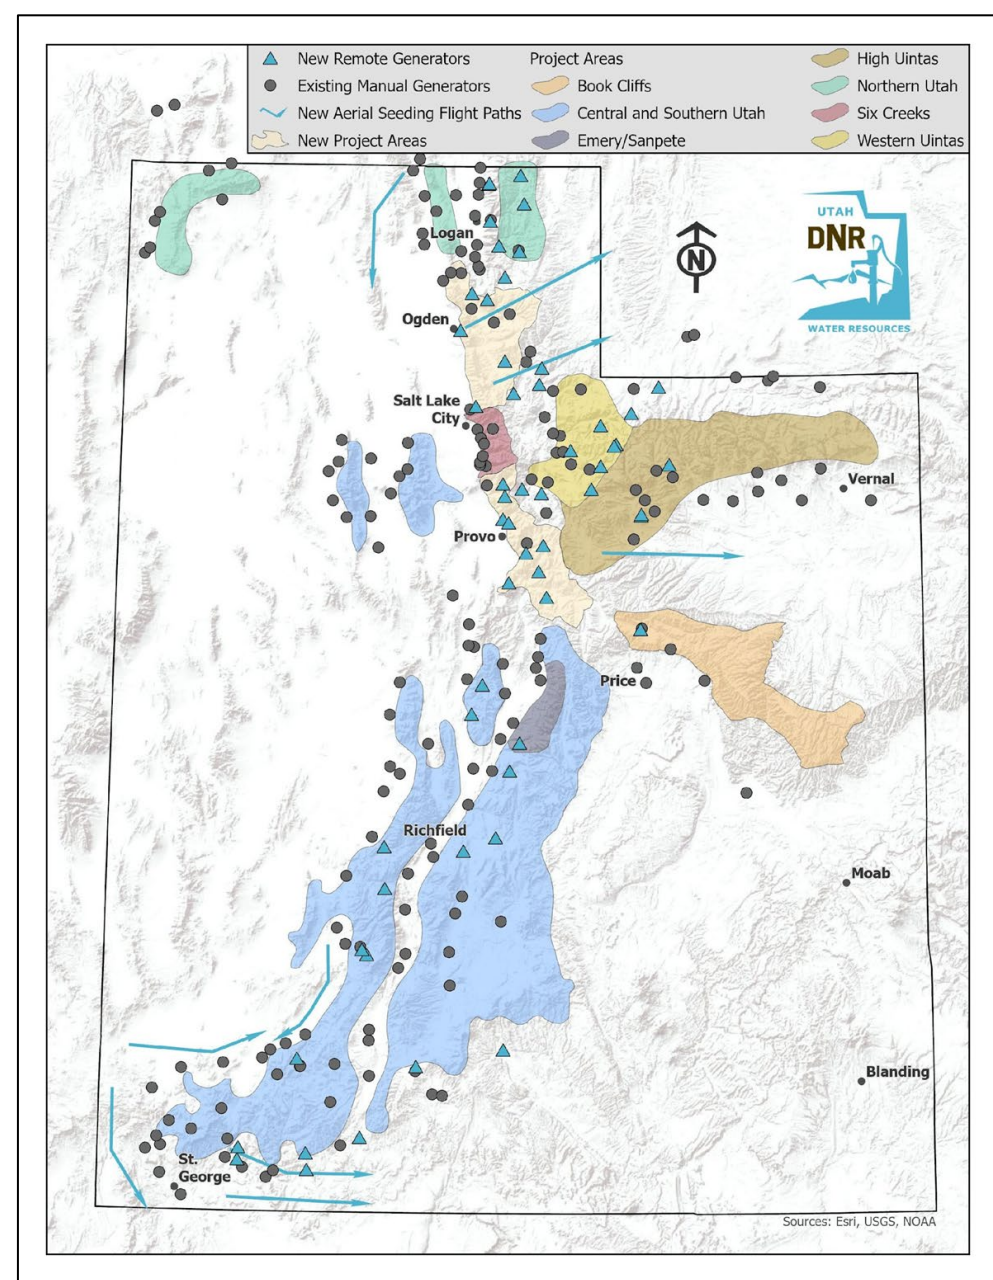 New Remote Generators
Existing Manual Generators
New Aerial Seeding Flight Paths
New Project Areas
Project Areas
Book Cliffs
Central and Southern Utah
Emery/Sanpete
High Uintas
Northern Utah
Six Creeks
Western Uintas
UTAH
DNR
WATER RESOURCES
N
Logan
Ogden
Salt Lake
City
Vernal
Provo
Price
Richfield
Moab
Blanding
St.
George
Sources: Esri, USGS, NOAA